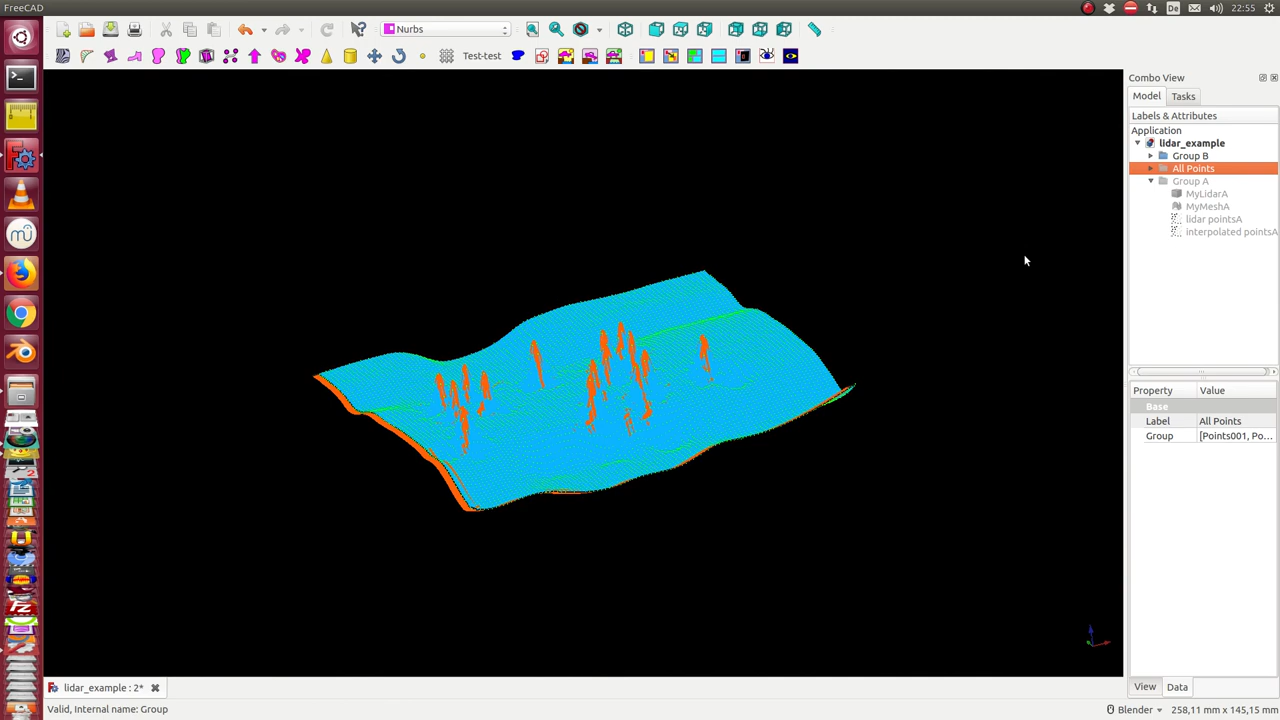 FreeCAD
De
22:55
Nurbs
Test-test
Combo View
Model
Tasks
Labels & Attributes
Application
lidar_example
Group B
All Points
Group A
MyLidarA
MyMeshA
lidar pointsA
interpolated pointsA
Property
Value
Base
Label
All Points
Group
[Points001, Po...
View
Data
lidar_example : 2*
Valid, Internal name: Group
Blender
258,11 mm x 145,15 mm